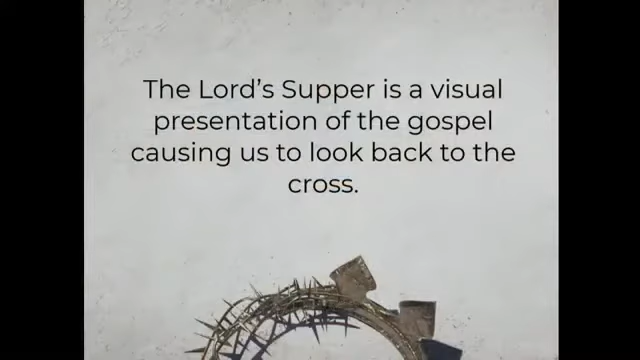 The Lord’s Supper is a visual
presentation of the gospel
causing us to look back to the
cross.